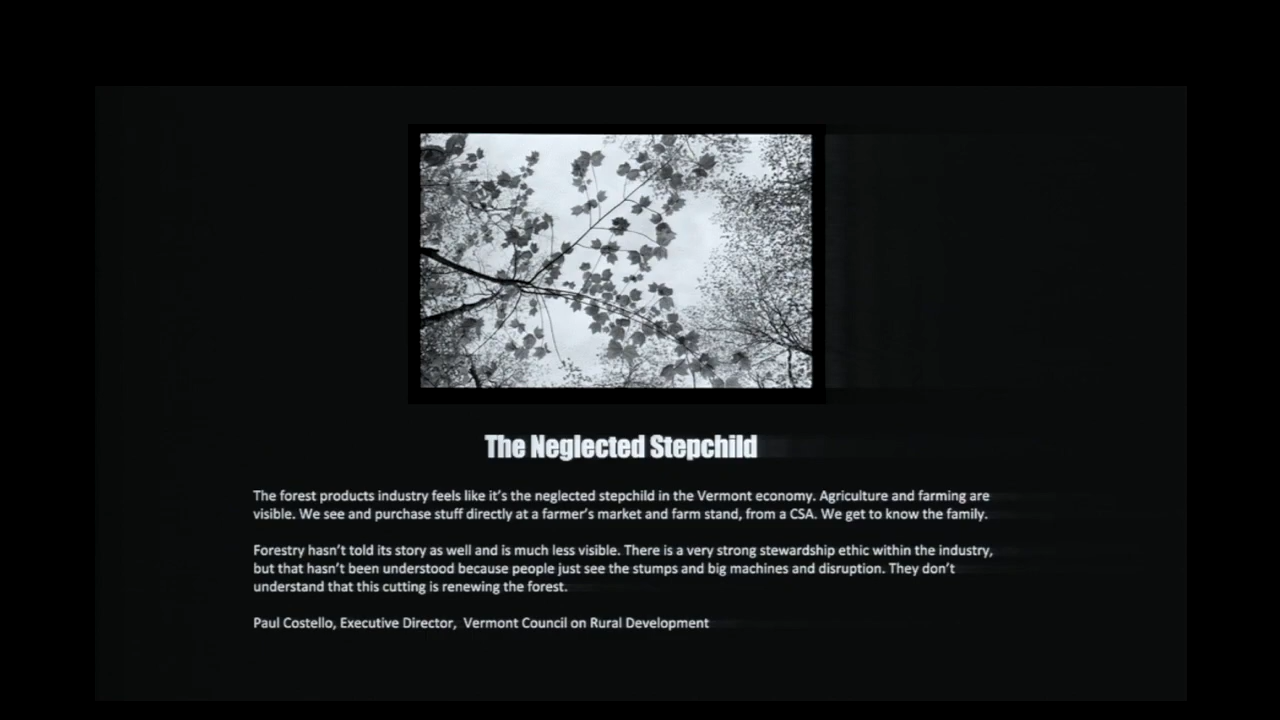 The Neglected Stepchild
The forest products industry feels like it's the neglected stepchild in the Vermont economy. Agriculture and farming are
visible. We see and purchase stuff directly at a farmer's market and farm stand, from a CSA. We get to know the family.
Forestry hasn't told its story as well and is much less visible. There is a very strong stewardship ethic within the industry,
but that hasn't been understood because people just see the stumps and big machines and disruption. They don't
understand that this cutting is renewing the forest.
Paul Costello, Executive Director, Vermont Council on Rural Development